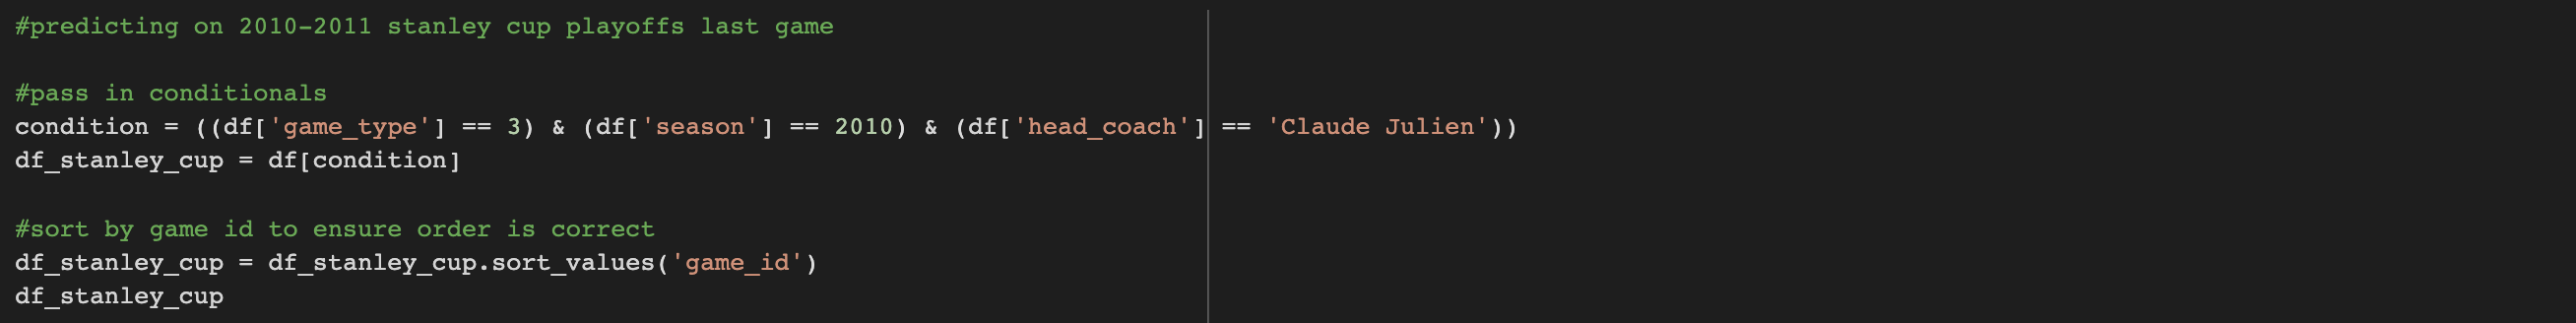 #predicting on 2010-2011 stanley cup playoffs last game
#pass in conditionals
condition = ((df['game_type'] == 3) & (df['season'] == 2010) & (df['head_coach'] == 'Claude Julien'))
df_stanley_cup = df[condition]
#sort by game id to ensure order is correct
df_stanley_cup = df_stanley_cup.sort_values('game_id')
df_stanley_cup